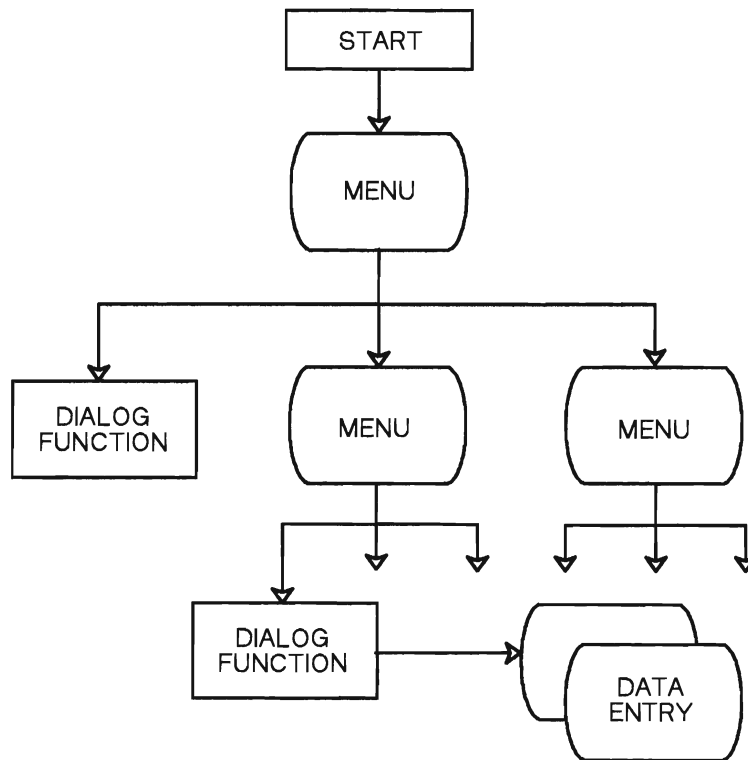 START
MENU
DIALOG
FUNCTION
MENU
MENU
DIALOG
FUNCTION
DATA
ENTRY